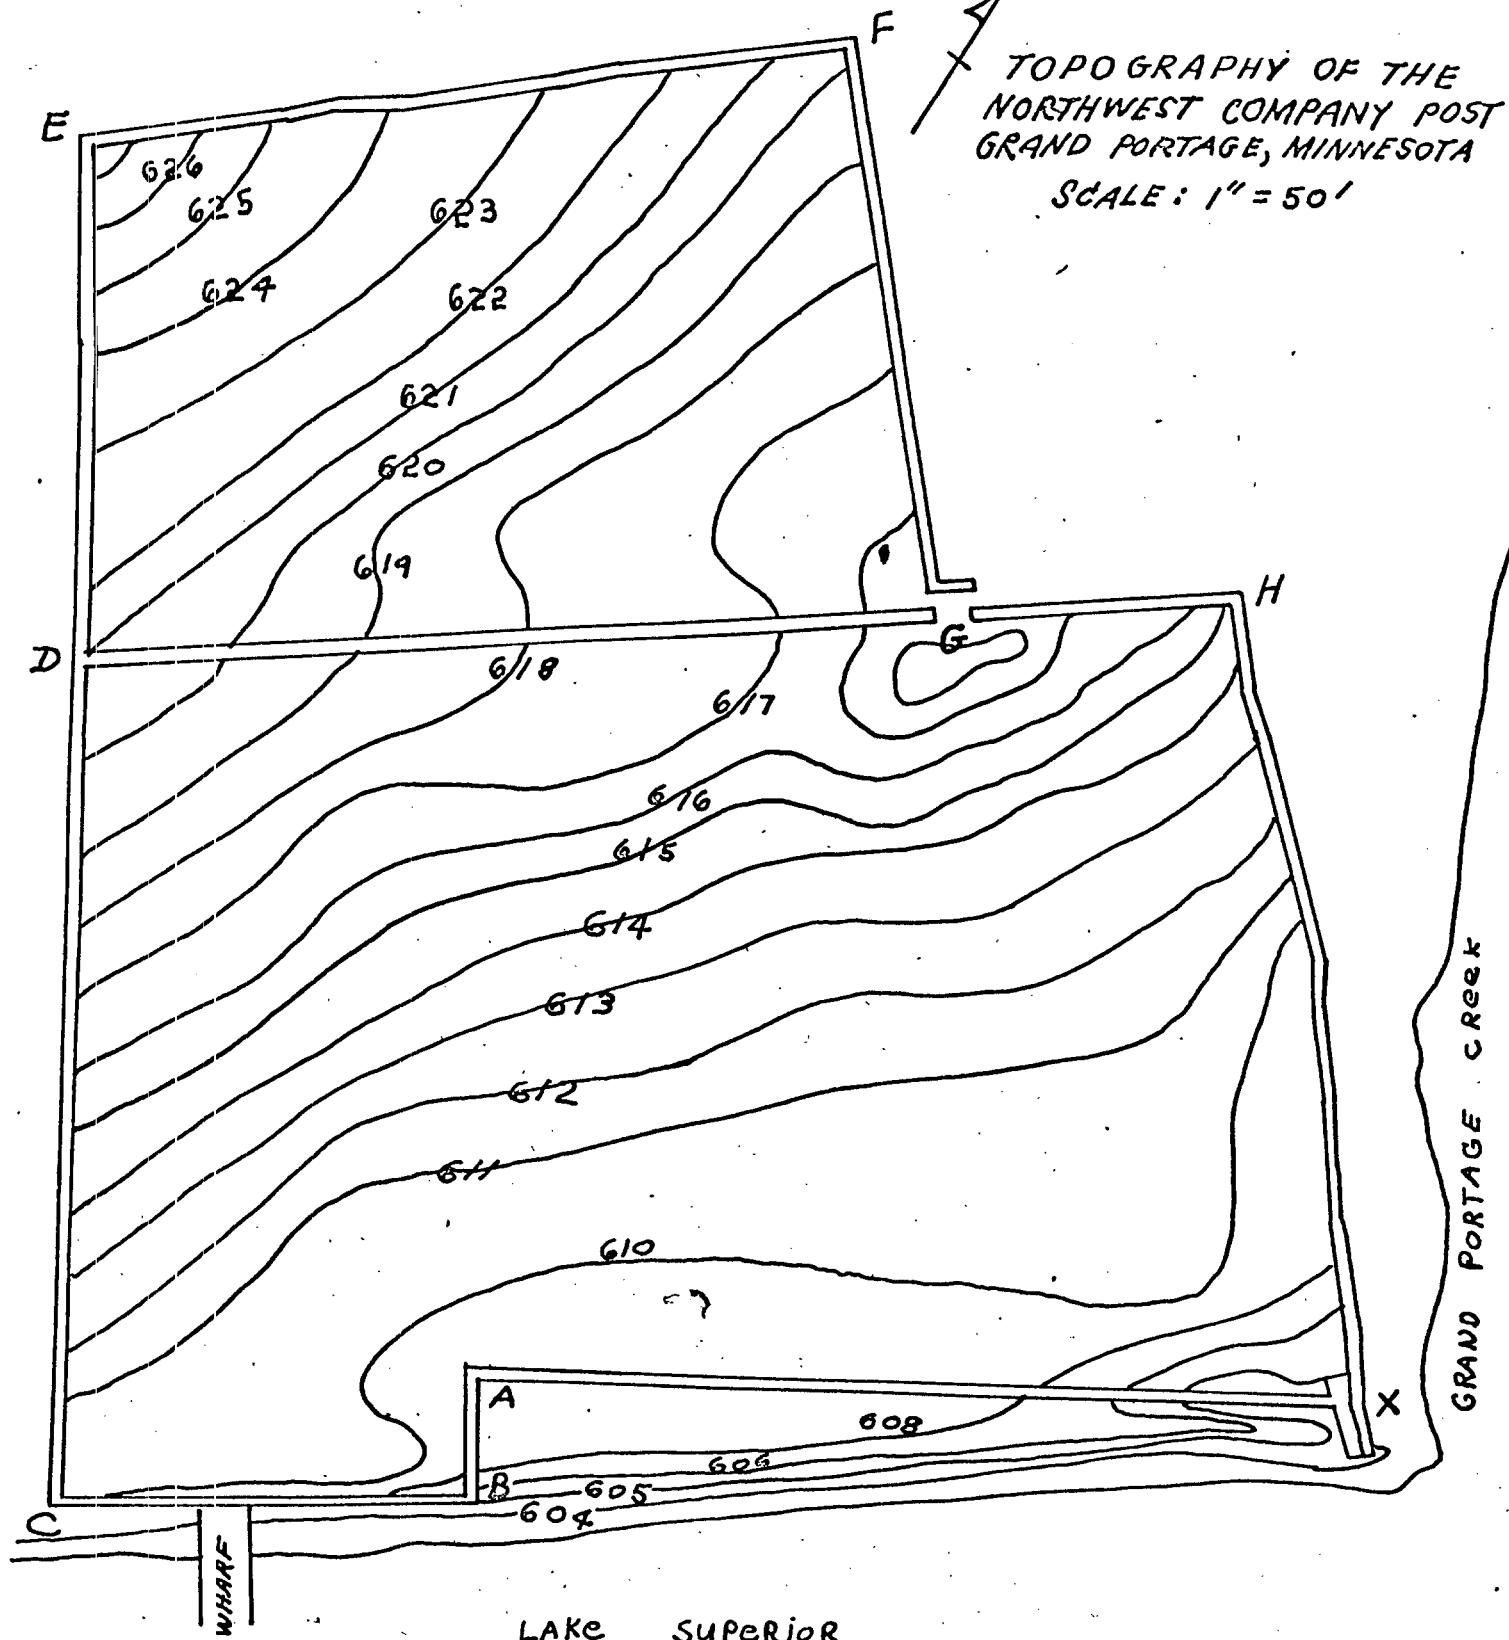 TOPOGRAPHY OF THE
NORTHWEST COMPANY POST
GRAND PORTAGE, MINNESOTA
SCALE: 1" = 50'
F
E
626
625
623
624
622
621
620
619
H
G
D
618
617
616
615
614
613
612
611
610
A
X
608
606
B
605
604
C
WHARF
GRAND PORTAGE CReeK
LAKe SUPeRiOR